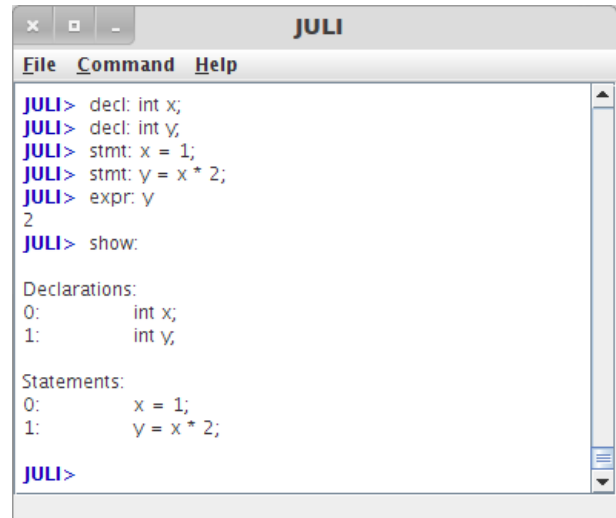 JULI
File Command Help
JULI> decl: int x;
JULI> decl: int y;
JULI> stmt: x = 1;
JULI> stmt: y = x * 2;
JULI> expr: y
2
JULI> show:
Declarations:
0: int x;
1: int y;
Statements:
0: x = 1;
1: y = x * 2;
JULI>